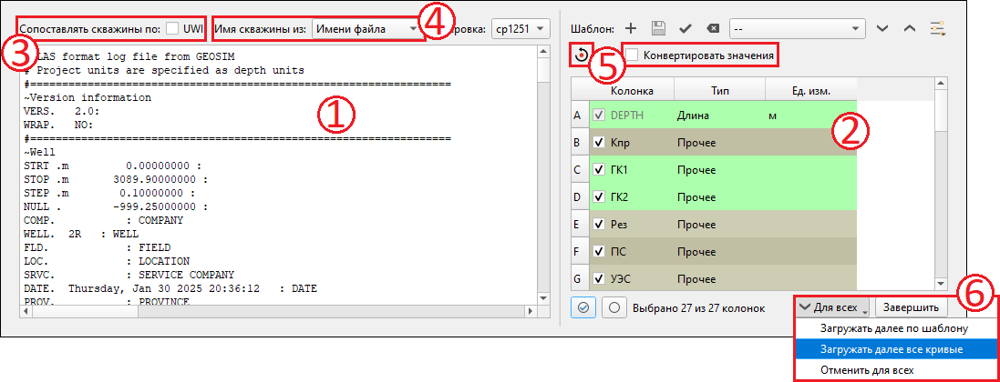 Сопоставлять скважины по: UWI Имя скважины из: Имени файла ровка: cp1251
3
4
LAS format log file from GEOSIM
# Project units are specified as depth units
#==================================================================
~Version information
VERS. 2.0:
WRAP. NO:
#==================================================================
~Well
STRT .m 0.00000000 :
STOP .m 3089.90000000 :
STEP .m 0.10000000 :
NULL . -999.25000000 :
COMP. : COMPANY
WELL. 2R : WELL
FLD. : FIELD
LOC. : LOCATION
SRVC. : SERVICE COMPANY
DATE. Thursday, Jan 30 2025 20:36:12 : DATE
PROV. : PROVINCE
1
Шаблон: --
5
Конвертировать значения
Колонка Тип Ед. изм.
A DEPTH Длина м
2
B Кпр Прочее
C ГК1 Прочее
D ГК2 Прочее
E Рез Прочее
F ПС Прочее
G УЭС Прочее
Выбрано 27 из 27 колонок
6
Для всех Завершить
Загружать далее по шаблону
Загружать далее все кривые
Отменить для всех